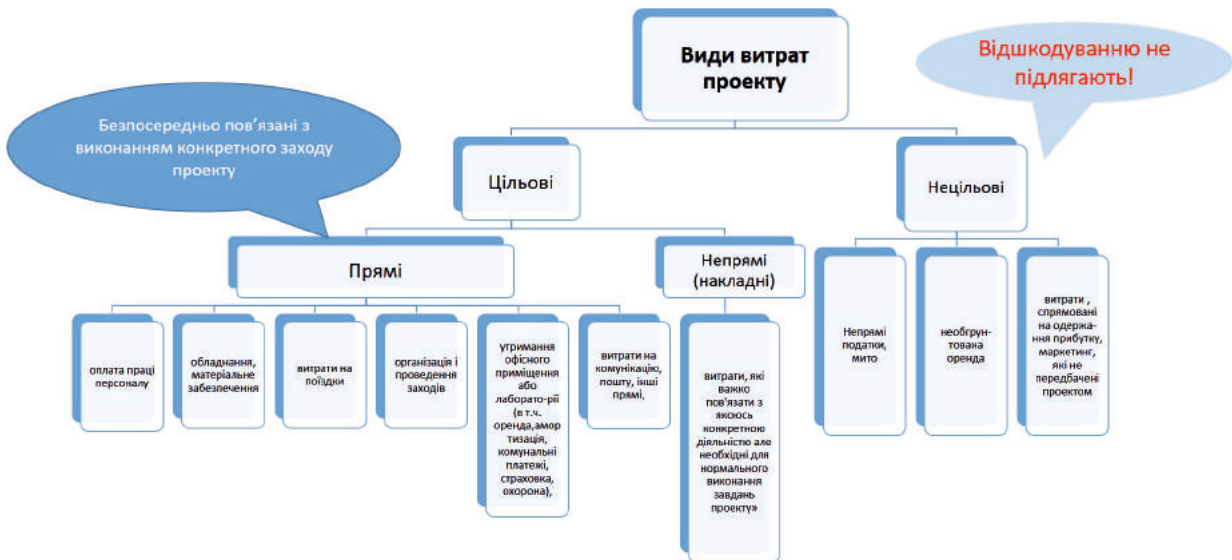 Види витрат
проекту
Відшкодуванню не
підлягають!
Безпосередньо пов'язані з
виконанням конкретного заходу
проекту
Цільові
Нецільові
Прямі
Непрямі
(накладні)
оплата праці
персоналу
обладнання,
матеріальне
забезпечення
витрати на
поїздки
організація і
проведення
заходів
утримання
офісного
приміщення
або
лаборато-рії
(в т.ч.
оренда,амор
тизація,
комунальні
платежі,
страховка,
охорона),
витрати на
комунікацію,
пошту, інші
прямі,
витрати, які
важко
пов'язати з
якоюсь
конкретною
діяльністю але
необхідні для
нормального
виконання
завдань
проекту»
Непрямі
податки,
мито
необгрун-
тована
оренда
витрати ,
спрямовані
на одержа-
ння прибутку,
маркетинг,
які не
передбачені
проектом